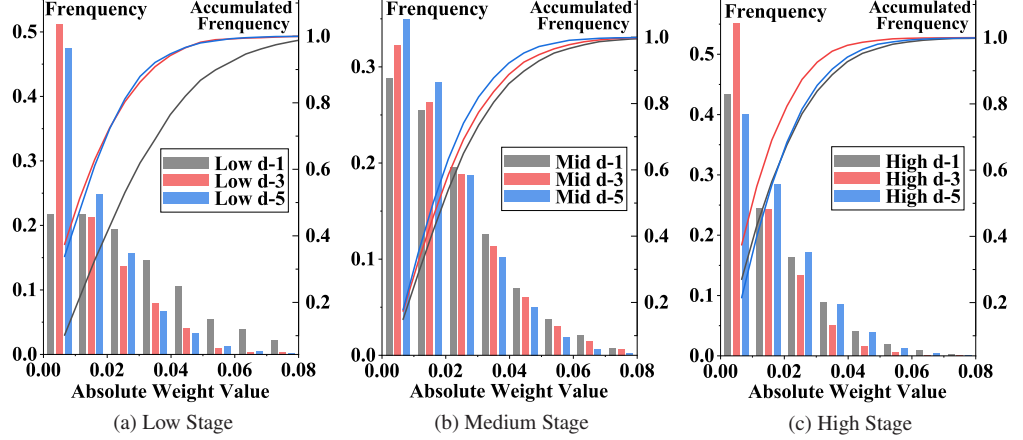 Frenquency
Accumulated
Frenquency
0.5
0.4
0.3
0.2
0.1
0.0
1.0
0.8
0.6
0.4
0.2
Low d-1
Low d-3
Low d-5
0.00 0.02 0.04 0.06 0.08
Absolute Weight Value
(a) Low Stage
Frenquency
Accumulated
Frenquency
0.3
0.2
0.1
0.0
1.0
0.8
0.6
0.4
0.2
Mid d-1
Mid d-3
Mid d-5
0.00 0.02 0.04 0.06 0.08
Absolute Weight Value
(b) Medium Stage
Frenquency
Accumulated
Frenquency
0.5
0.4
0.3
0.2
0.1
0.0
1.0
0.8
0.6
0.4
0.2
High d-1
High d-3
High d-5
0.00 0.02 0.04 0.06 0.08
Absolute Weight Value
(c) High Stage